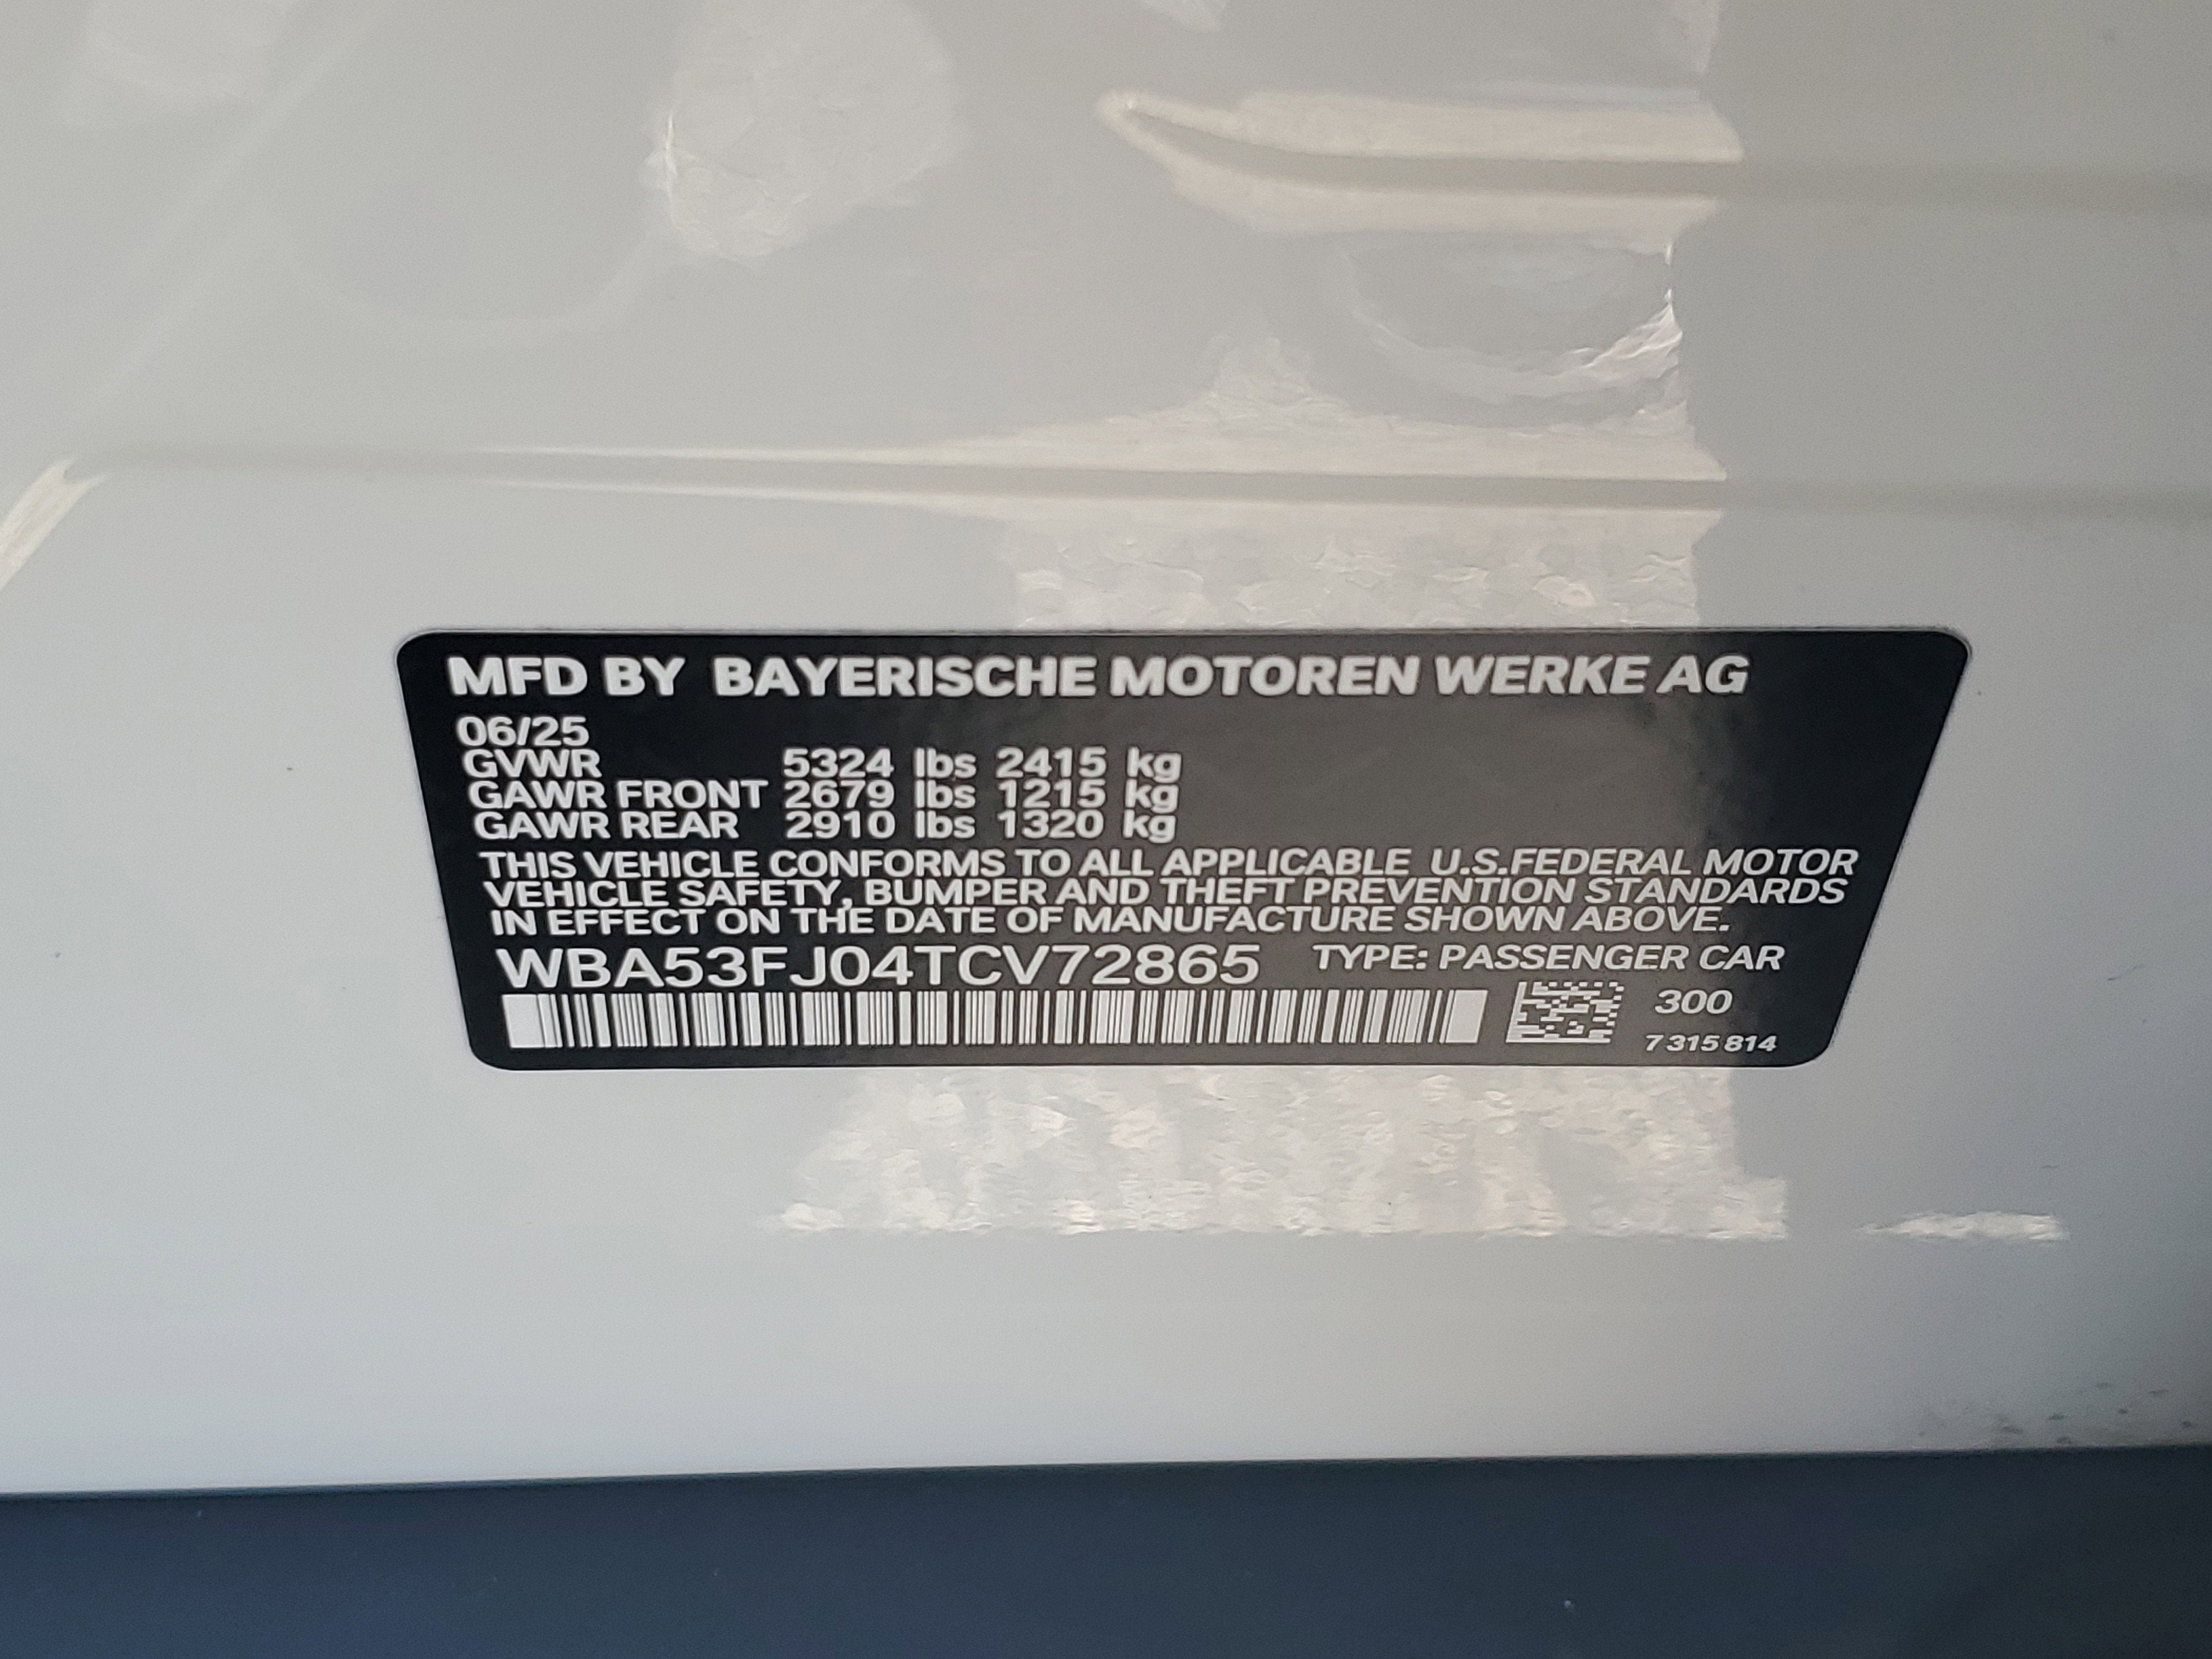 MFD BY BAYERISCHE MOTOREN WERKE AG
06/25
GVWR 5324 lbs 2415 kg
GAWR FRONT 2679 lbs 1215 kg
GAWR REAR 2910 lbs 1320 kg
THIS VEHICLE CONFORMS TO ALL APPLICABLE U.S.FEDERAL MOTOR
VEHICLE SAFETY, BUMPER AND THEFT PREVENTION STANDARDS
IN EFFECT ON THE DATE OF MANUFACTURE SHOWN ABOVE.
WBA53FJ04TCV72865 TYPE: PASSENGER CAR
300
7 315 814